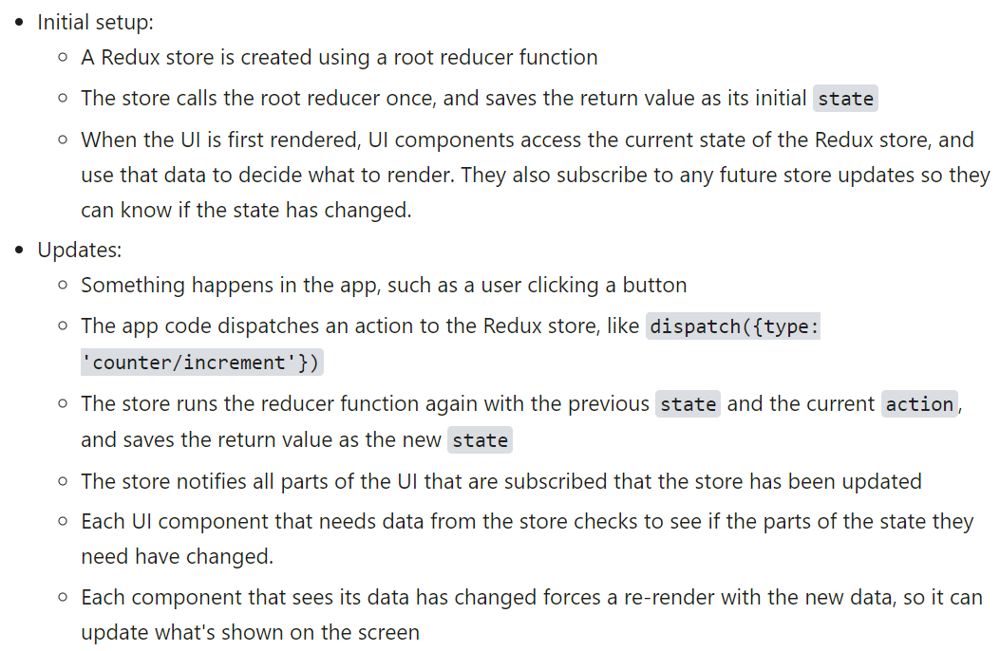 Initial setup:
A Redux store is created using a root reducer function
The store calls the root reducer once, and saves the return value as its initial state
When the UI is first rendered, UI components access the current state of the Redux store, and
use that data to decide what to render. They also subscribe to any future store updates so they
can know if the state has changed.
Updates:
Something happens in the app, such as a user clicking a button
The app code dispatches an action to the Redux store, like dispatch({type:
'counter/increment'})
The store runs the reducer function again with the previous state and the current action,
and saves the return value as the new state
The store notifies all parts of the UI that are subscribed that the store has been updated
Each UI component that needs data from the store checks to see if the parts of the state they
need have changed.
Each component that sees its data has changed forces a re-render with the new data, so it can
update what's shown on the screen